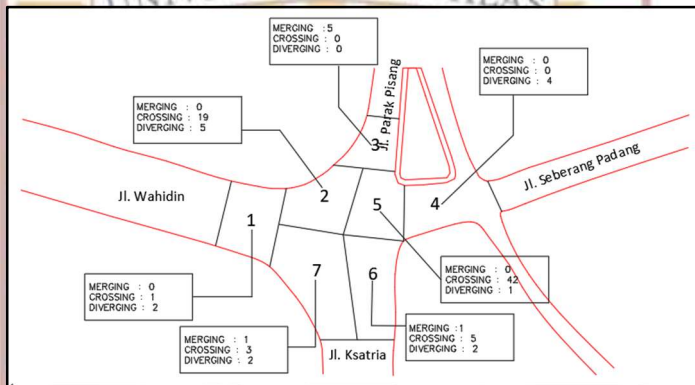 MERGING : 5
CROSSING : 0
DIVERGING : 0
MERGING : 0
CROSSING : 0
DIVERGING : 4
MERGING : 0
CROSSING : 19
DIVERGING : 5
Jl. Parak Pisang
3
Jl. Seberang Padang
Jl. Wahidin
2
4
1
5
7
6
MERGING : 0
CROSSING : 42
DIVERGING : 1
MERGING : 0
CROSSING : 1
DIVERGING : 2
MERGING :1
CROSSING : 5
DIVERGING : 2
MERGING : 1
CROSSING : 3
DIVERGING : 2
Jl. Ksatria